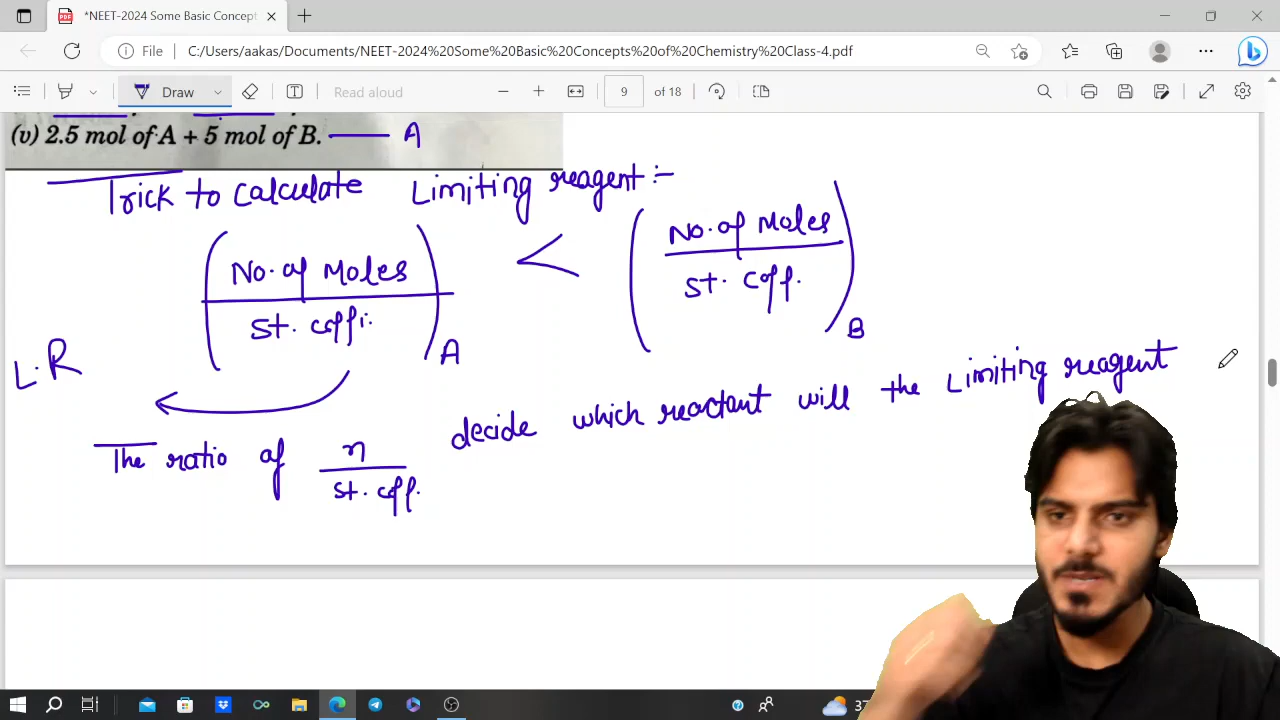 *NEET-2024 Some Basic Concept
File C:/Users/aakas/Documents/NEET-2024%20Some%20Basic%20Concepts%20of%20Chemistry%20Class-4.pdf
Draw Read aloud 9 of 18
(v) 2.5 mol of A + 5 mol of B. A
Trick to Calculate Limiting reagent:-
(No. of Moles / St. coffi.)A < (No. of Moles / St. Coff.)B
L.R
The ratio of n / St. coff. decide which reactant will the Limiting reagent
37